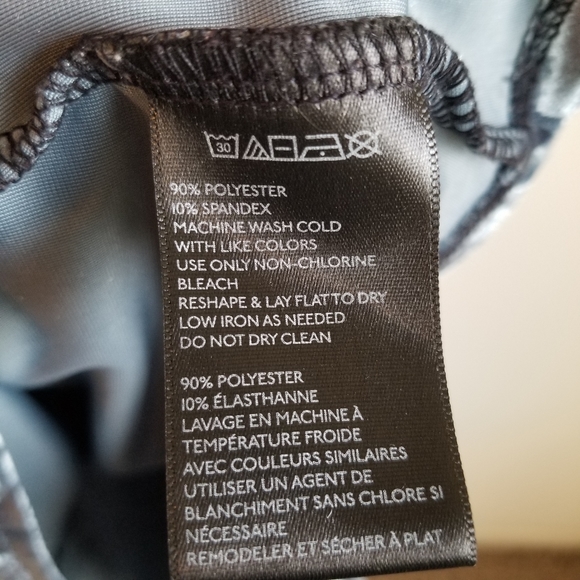 30
90% POLYESTER
10% SPANDEX
MACHINE WASH COLD
WITH LIKE COLORS
USE ONLY NON-CHLORINE
BLEACH
RESHAPE & LAY FLAT TO DRY
LOW IRON AS NEEDED
DO NOT DRY CLEAN
90% POLYESTER
10% ÉLASTHANNE
LAVAGE EN MACHINE À
TEMPÉRATURE FROIDE
AVEC COULEURS SIMILAIRES
UTILISER UN AGENT DE
BLANCHIMENT SANS CHLORE SI
NÉCESSAIRE
REMODELER ET SÉCHER À PLAT